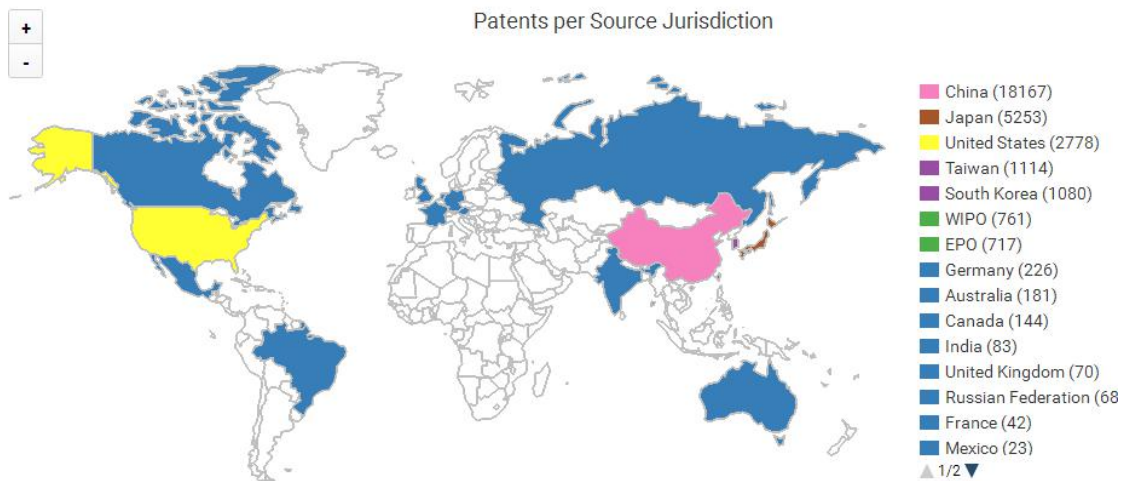 +
-
Patents per Source Jurisdiction
China (18167)
Japan (5253)
United States (2778)
Taiwan (1114)
South Korea (1080)
WIPO (761)
EPO (717)
Germany (226)
Australia (181)
Canada (144)
India (83)
United Kingdom (70)
Russian Federation (68
France (42)
Mexico (23)
1/2